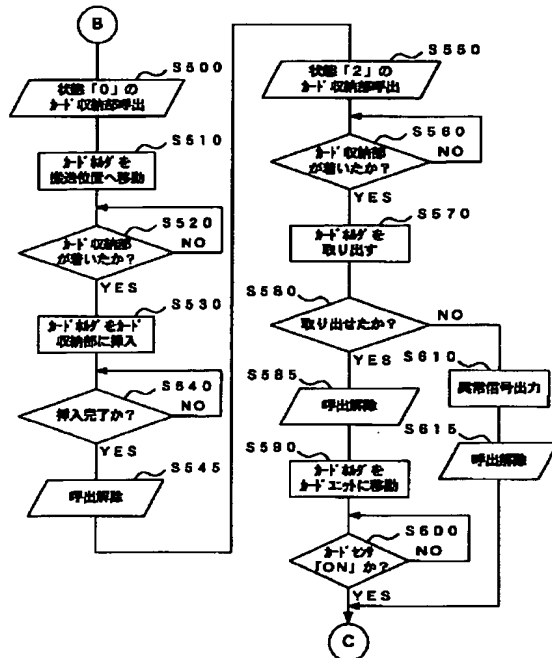 B
S500
状態「0」の
カード収納部呼出
S510
カードホルダを
搬送位置へ移動
S520
カード収納部
が着いたか？
NO
YES
S530
カードホルダをカード
収納部に挿入
S540
挿入完了か？
NO
YES
S545
呼出解除
S550
状態「2」の
カード収納部呼出
S560
カード収納部
が着いたか？
NO
YES
S570
カードホルダを
取り出す
S580
取り出せたか？
NO
YES
S585
呼出解除
S590
カードホルダを
カードユニットに移動
S600
カードセンサ
「ON」か？
NO
YES
S610
異常信号出力
S615
呼出解除
C